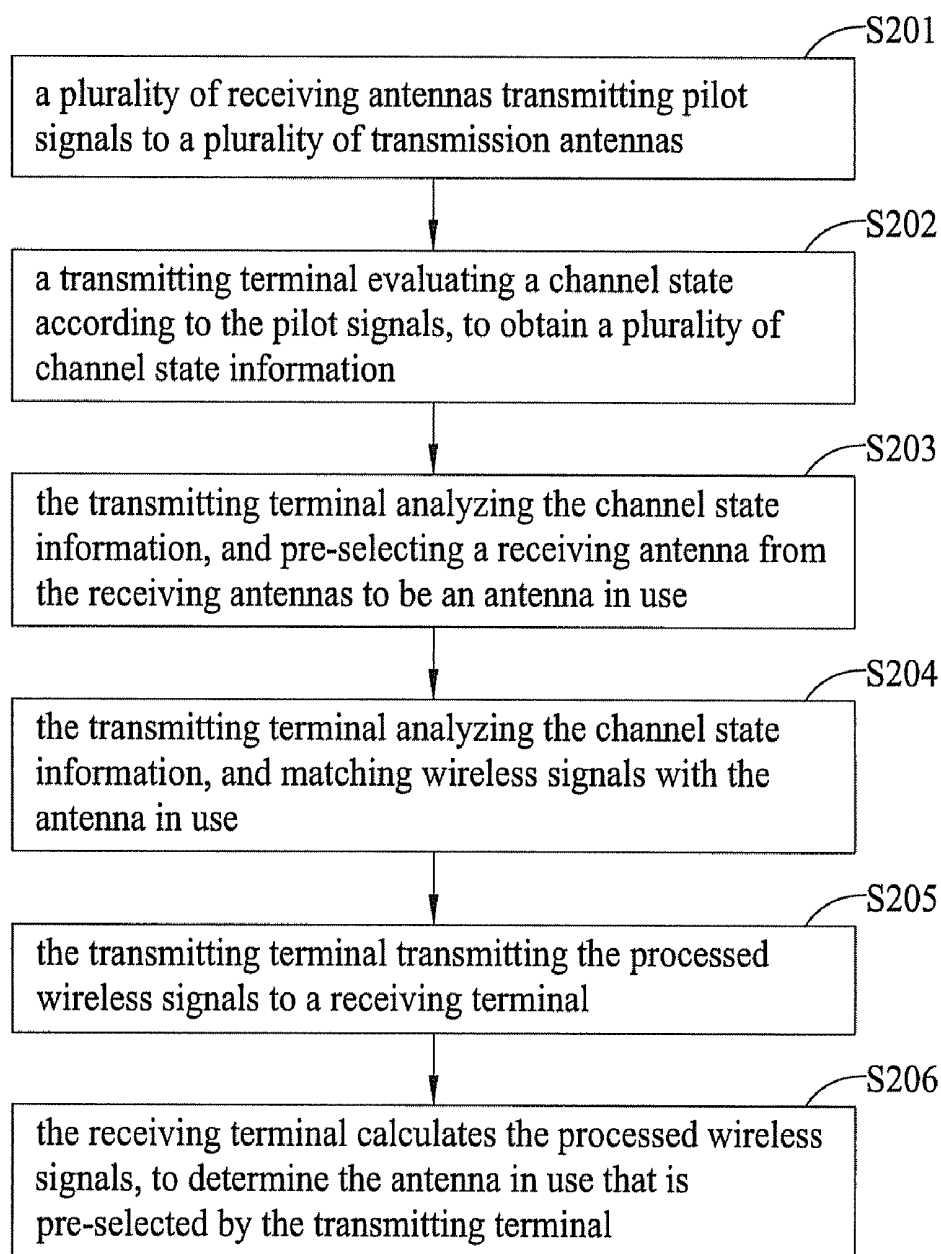 S201
a plurality of receiving antennas transmitting pilot
signals to a plurality of transmission antennas
S202
a transmitting terminal evaluating a channel state
according to the pilot signals, to obtain a plurality of
channel state information
S203
the transmitting terminal analyzing the channel state
information, and pre-selecting a receiving antenna from
the receiving antennas to be an antenna in use
S204
the transmitting terminal analyzing the channel state
information, and matching wireless signals with the
antenna in use
S205
the transmitting terminal transmitting the processed
wireless signals to a receiving terminal
S206
the receiving terminal calculates the processed wireless
signals, to determine the antenna in use that is
pre-selected by the transmitting terminal